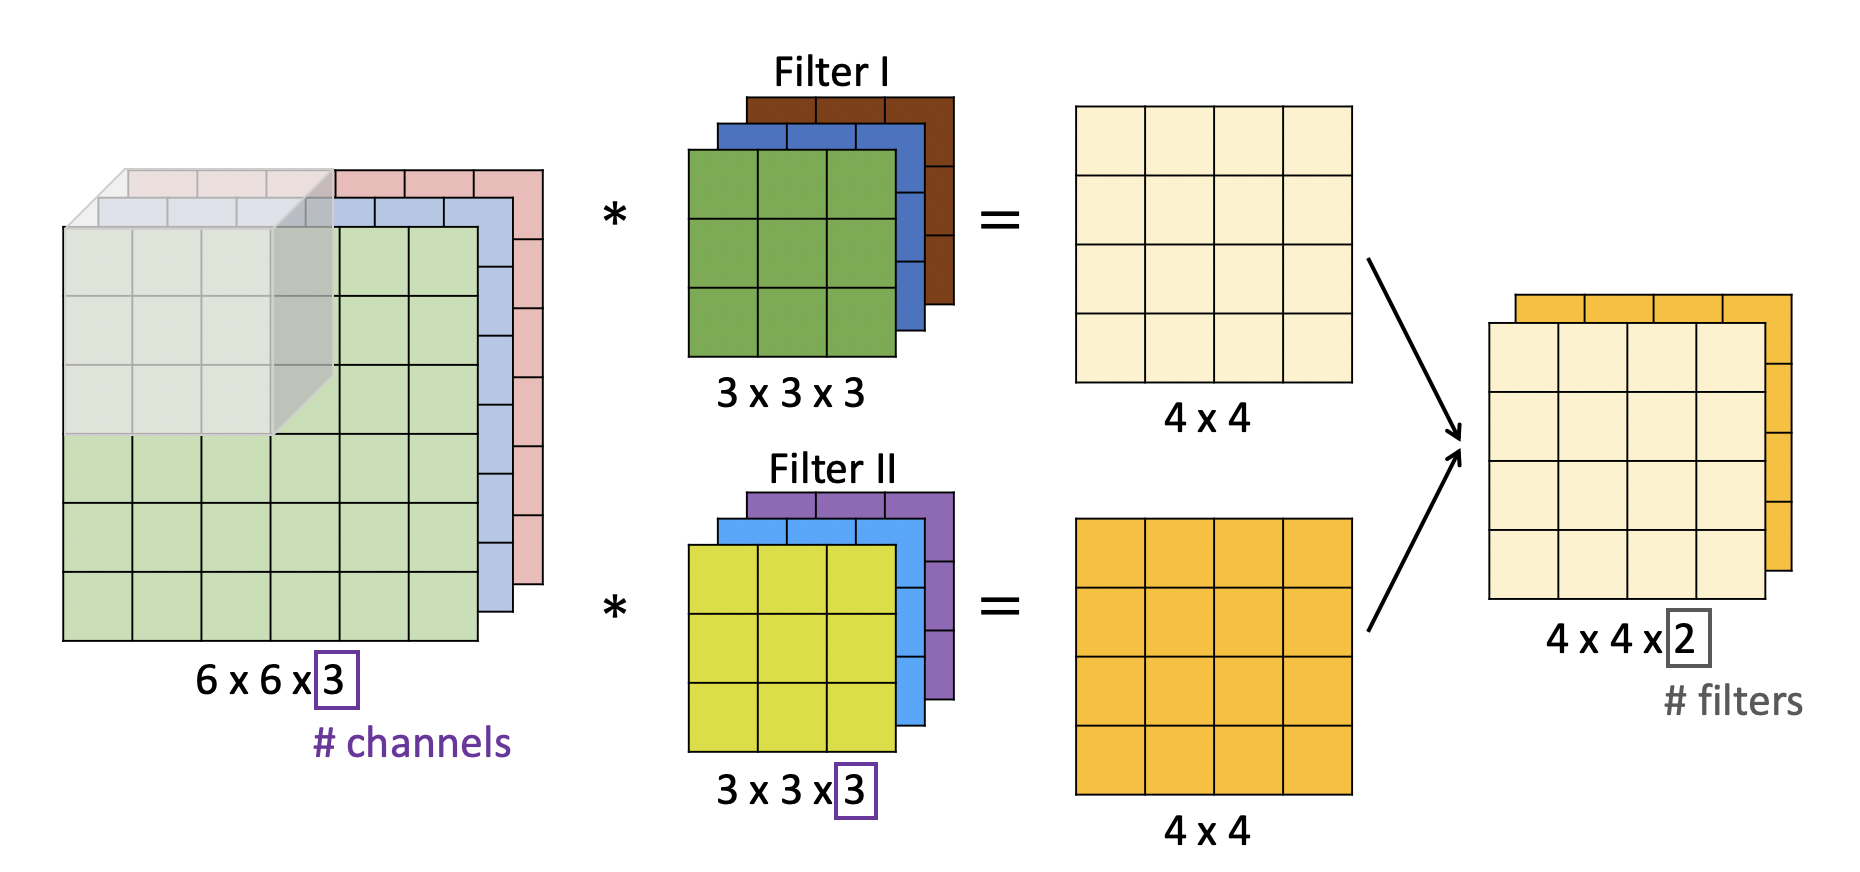 Filter I
*
=
3 x 3 x 3
4 x 4
6 x 6 x 3
# channels
Filter II
*
=
3 x 3 x 3
4 x 4
4 x 4 x 2
# filters